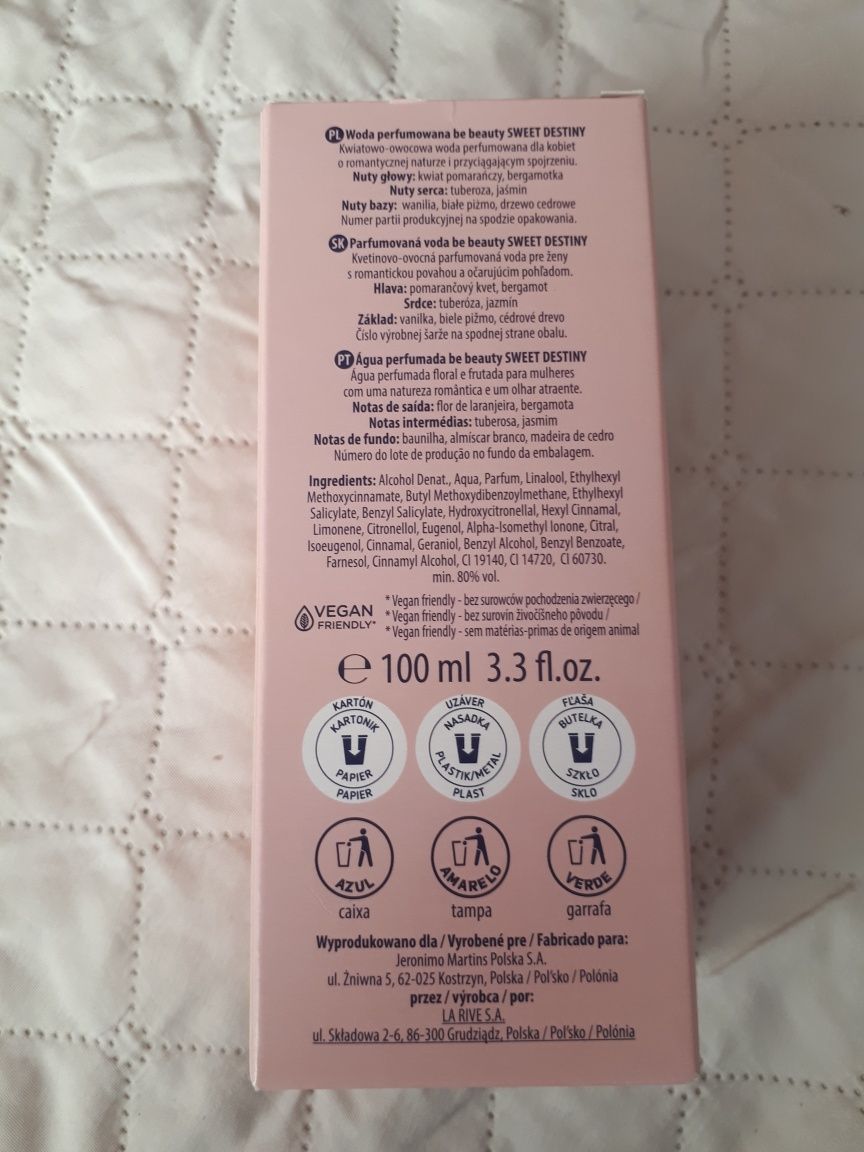 PL Woda perfumowana be beauty SWEET DESTINY
Kwiatowo-owocowa woda perfumowana dla kobiet
o romantycznej naturze i przyciągającym spojrzeniu.
Nuty głowy: kwiat pomarańczy, bergamotka
Nuty serca: tuberoza, jaśmin
Nuty bazy: wanilia, białe piżmo, drzewo cedrowe
Numer partii produkcyjnej na spodzie opakowania.
SK Parfumovaná voda be beauty SWEET DESTINY
Kvetinovo-ovocná parfumovaná voda pre ženy
s romantickou povahou a očarujúcim pohľadom.
Hlava: pomarančový kvet, bergamot
Srdce: tuberóza, jazmín
Základ: vanilka, biele pižmo, cédrové drevo
Číslo výrobnej šarže na spodnej strane obalu.
PT Água perfumada be beauty SWEET DESTINY
Água perfumada floral e frutada para mulheres
com uma natureza romântica e um olhar atraente.
Notas de saída: flor de laranjeira, bergamota
Notas intermédias: tuberosa, jasmim
Notas de fundo: baunilha, almíscar branco, madeira de cedro
Número do lote de produção no fundo da embalagem.
Ingredients: Alcohol Denat., Aqua, Parfum, Linalool, Ethylhexyl
Methoxycinnamate, Butyl Methoxydibenzoylmethane, Ethylhexyl
Salicylate, Benzyl Salicylate, Hydroxycitronellal, Hexyl Cinnamal,
Limonene, Citronellol, Eugenol, Alpha-Isomethyl Ionone, Citral,
Isoeugenol, Cinnamal, Geraniol, Benzyl Alcohol, Benzyl Benzoate,
Farnesol, Cinnamyl Alcohol, CI 19140, CI 14720, CI 60730.
min. 80% vol.
VEGAN
FRIENDLY*
* Vegan friendly - bez surowców pochodzenia zwierzęcego /
* Vegan friendly - bez surovín živočíšneho pôvodu /
* Vegan friendly - sem matérias-primas de origem animal
℮ 100 ml 3.3 fl.oz.
KARTÓN
KARTONIK
PAPIER
PAPIER
UZÁVER
NASADKA
PLASTIK/METAL
PLAST
FĽAŠA
BUTELKA
SZKŁO
SKLO
AZUL
caixa
AMARELO
tampa
VERDE
garrafa
Wyprodukowano dla / Vyrobené pre / Fabricado para:
Jeronimo Martins Polska S.A.
ul. Żniwna 5, 62-025 Kostrzyn, Polska / Poľsko / Polónia
przez / výrobca / por:
LA RIVE S.A.
ul. Składowa 2-6, 86-300 Grudziądz, Polska / Poľsko / Polónia